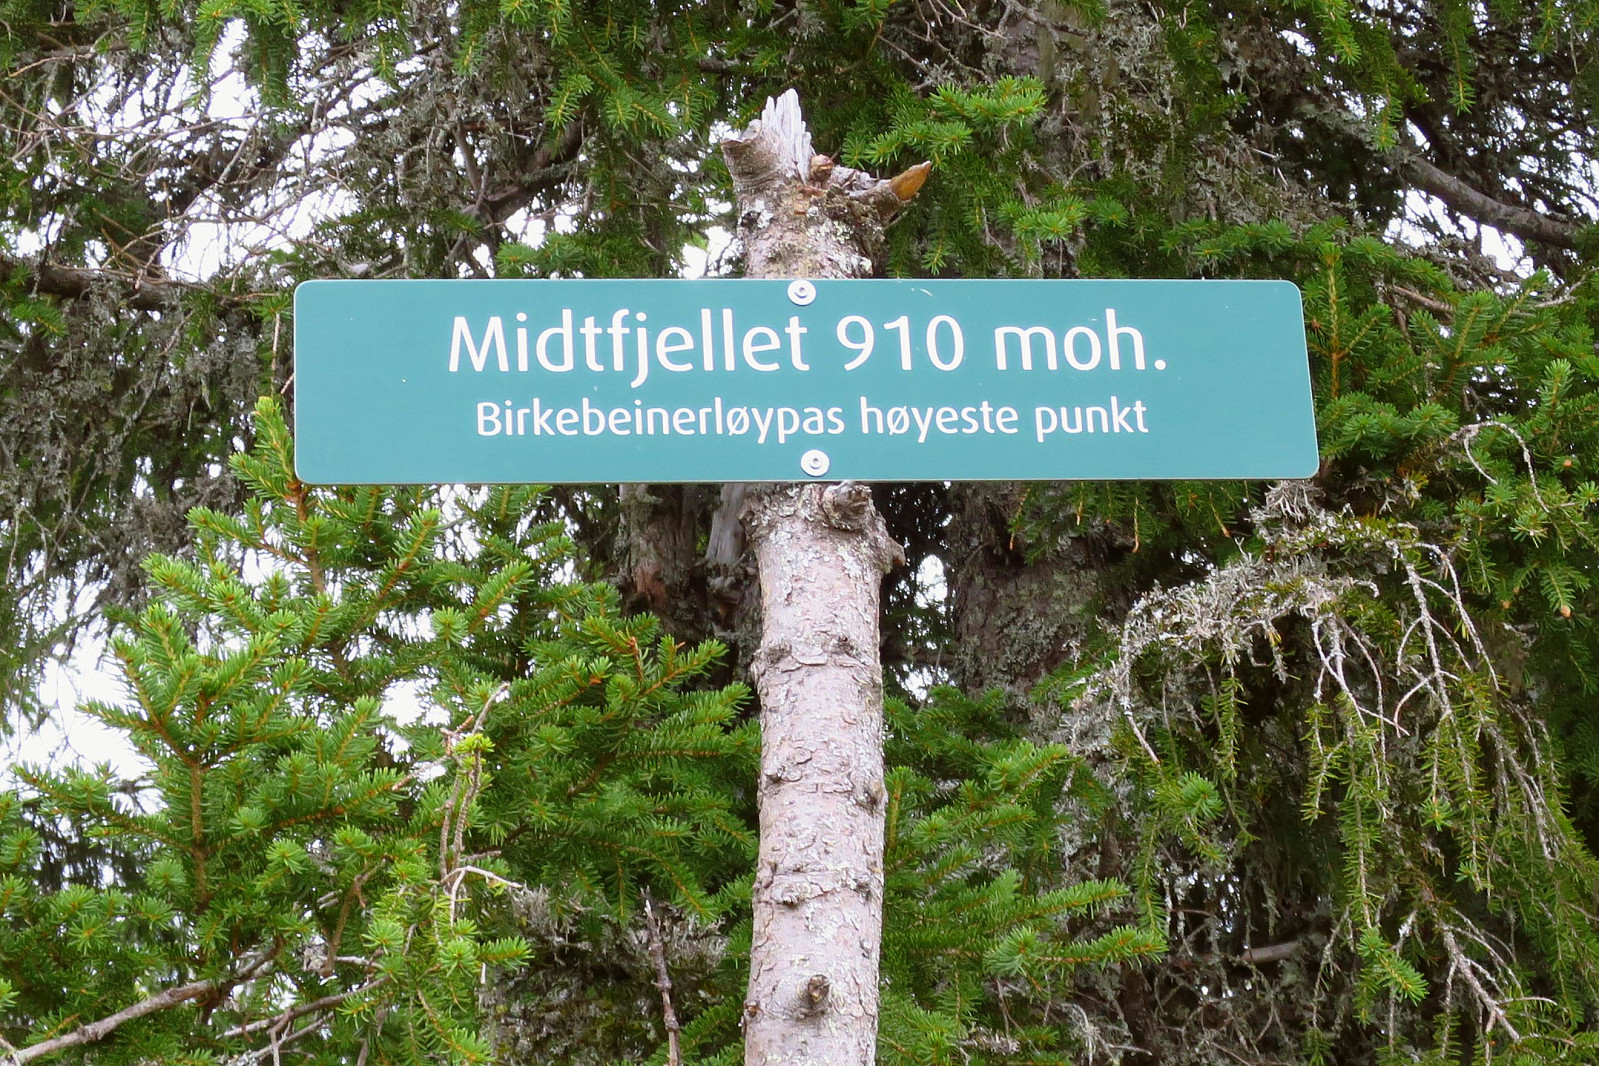 Midtfjellet 910 moh.
Birkebeinerløypas høyeste punkt